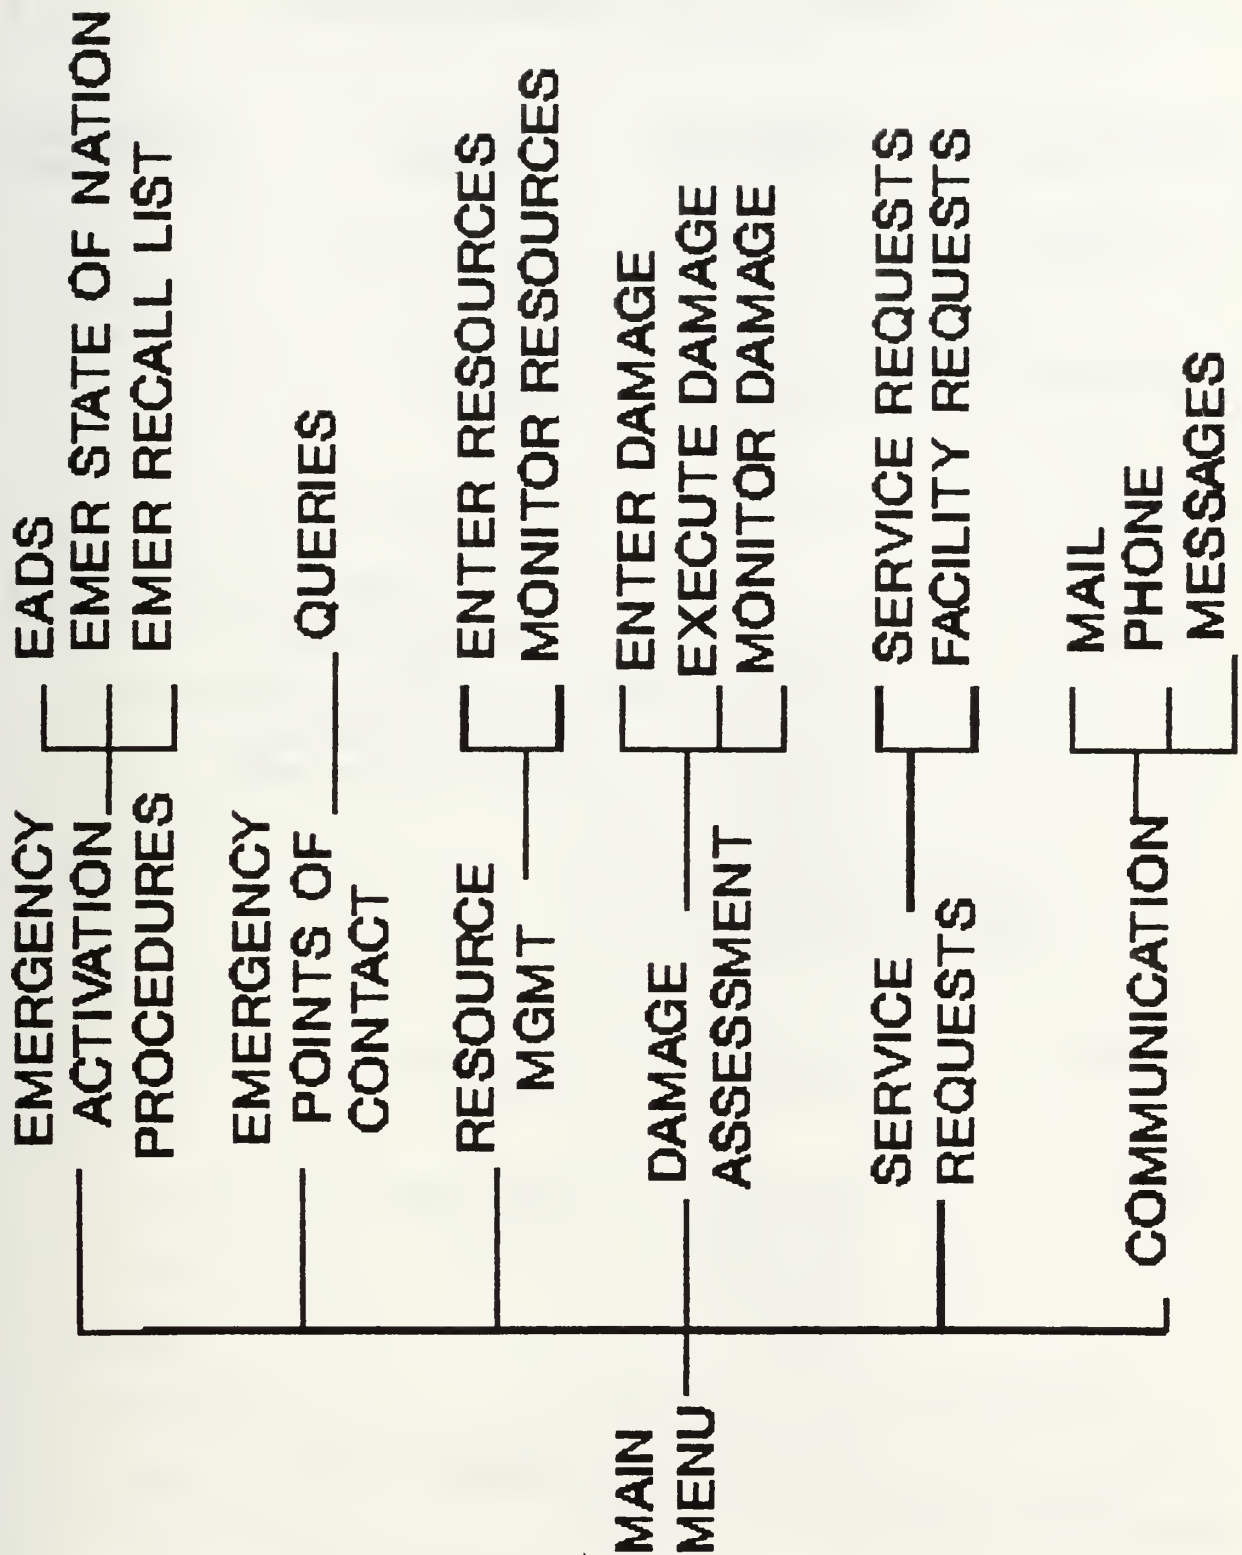 MAIN
MENU
EMERGENCY
ACTIVATION
PROCEDURES
EADS
EMER STATE OF NATION
EMER RECALL LIST
EMERGENCY
POINTS OF
CONTACT
QUERIES
RESOURCE
MGMT
ENTER RESOURCES
MONITOR RESOURCES
DAMAGE
ASSESSMENT
ENTER DAMAGE
EXECUTE DAMAGE
MONITOR DAMAGE
SERVICE
REQUESTS
SERVICE REQUESTS
FACILITY REQUESTS
COMMUNICATION
MAIL
PHONE
MESSAGES